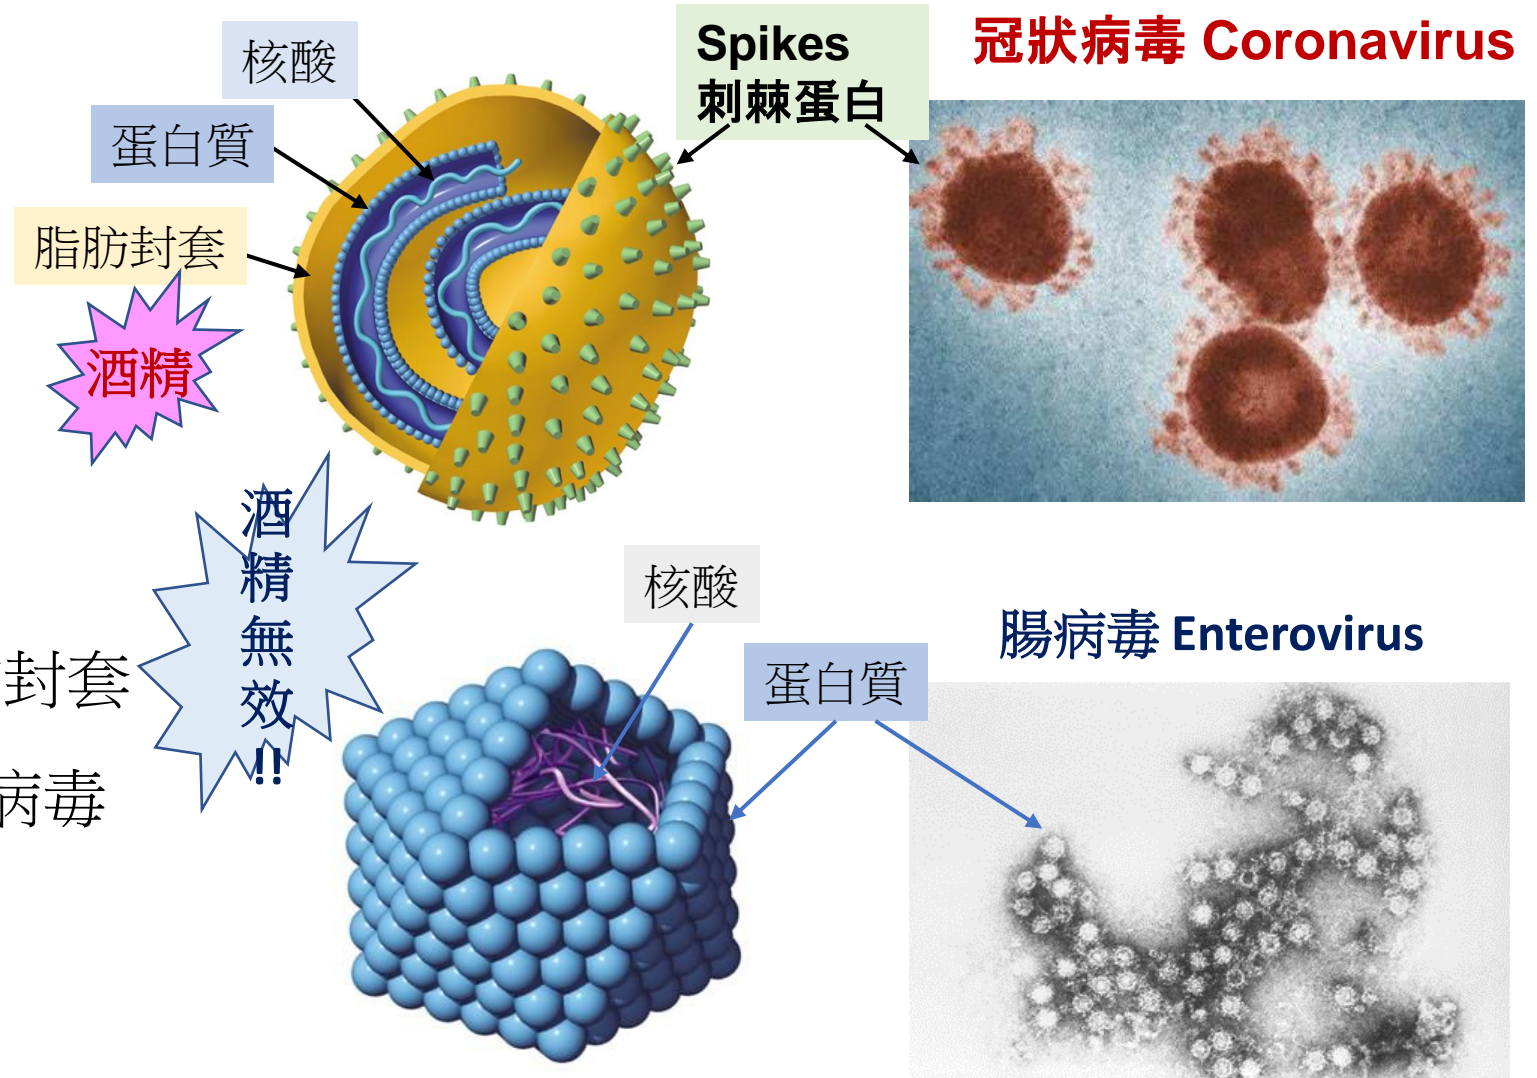 冠狀病毒 Coronavirus
Spikes
刺棘蛋白
核酸
蛋白質
脂肪封套
酒精
酒
精
無
效
!!
核酸
腸病毒 Enterovirus
蛋白質
封套
病毒